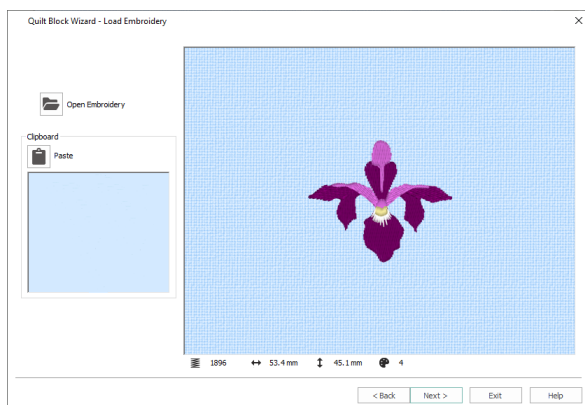 Quilt Block Wizard - Load Embroidery
Open Embroidery
Clipboard
Paste
1896 53.4 mm 45.1 mm 4
< Back Next > Exit Help